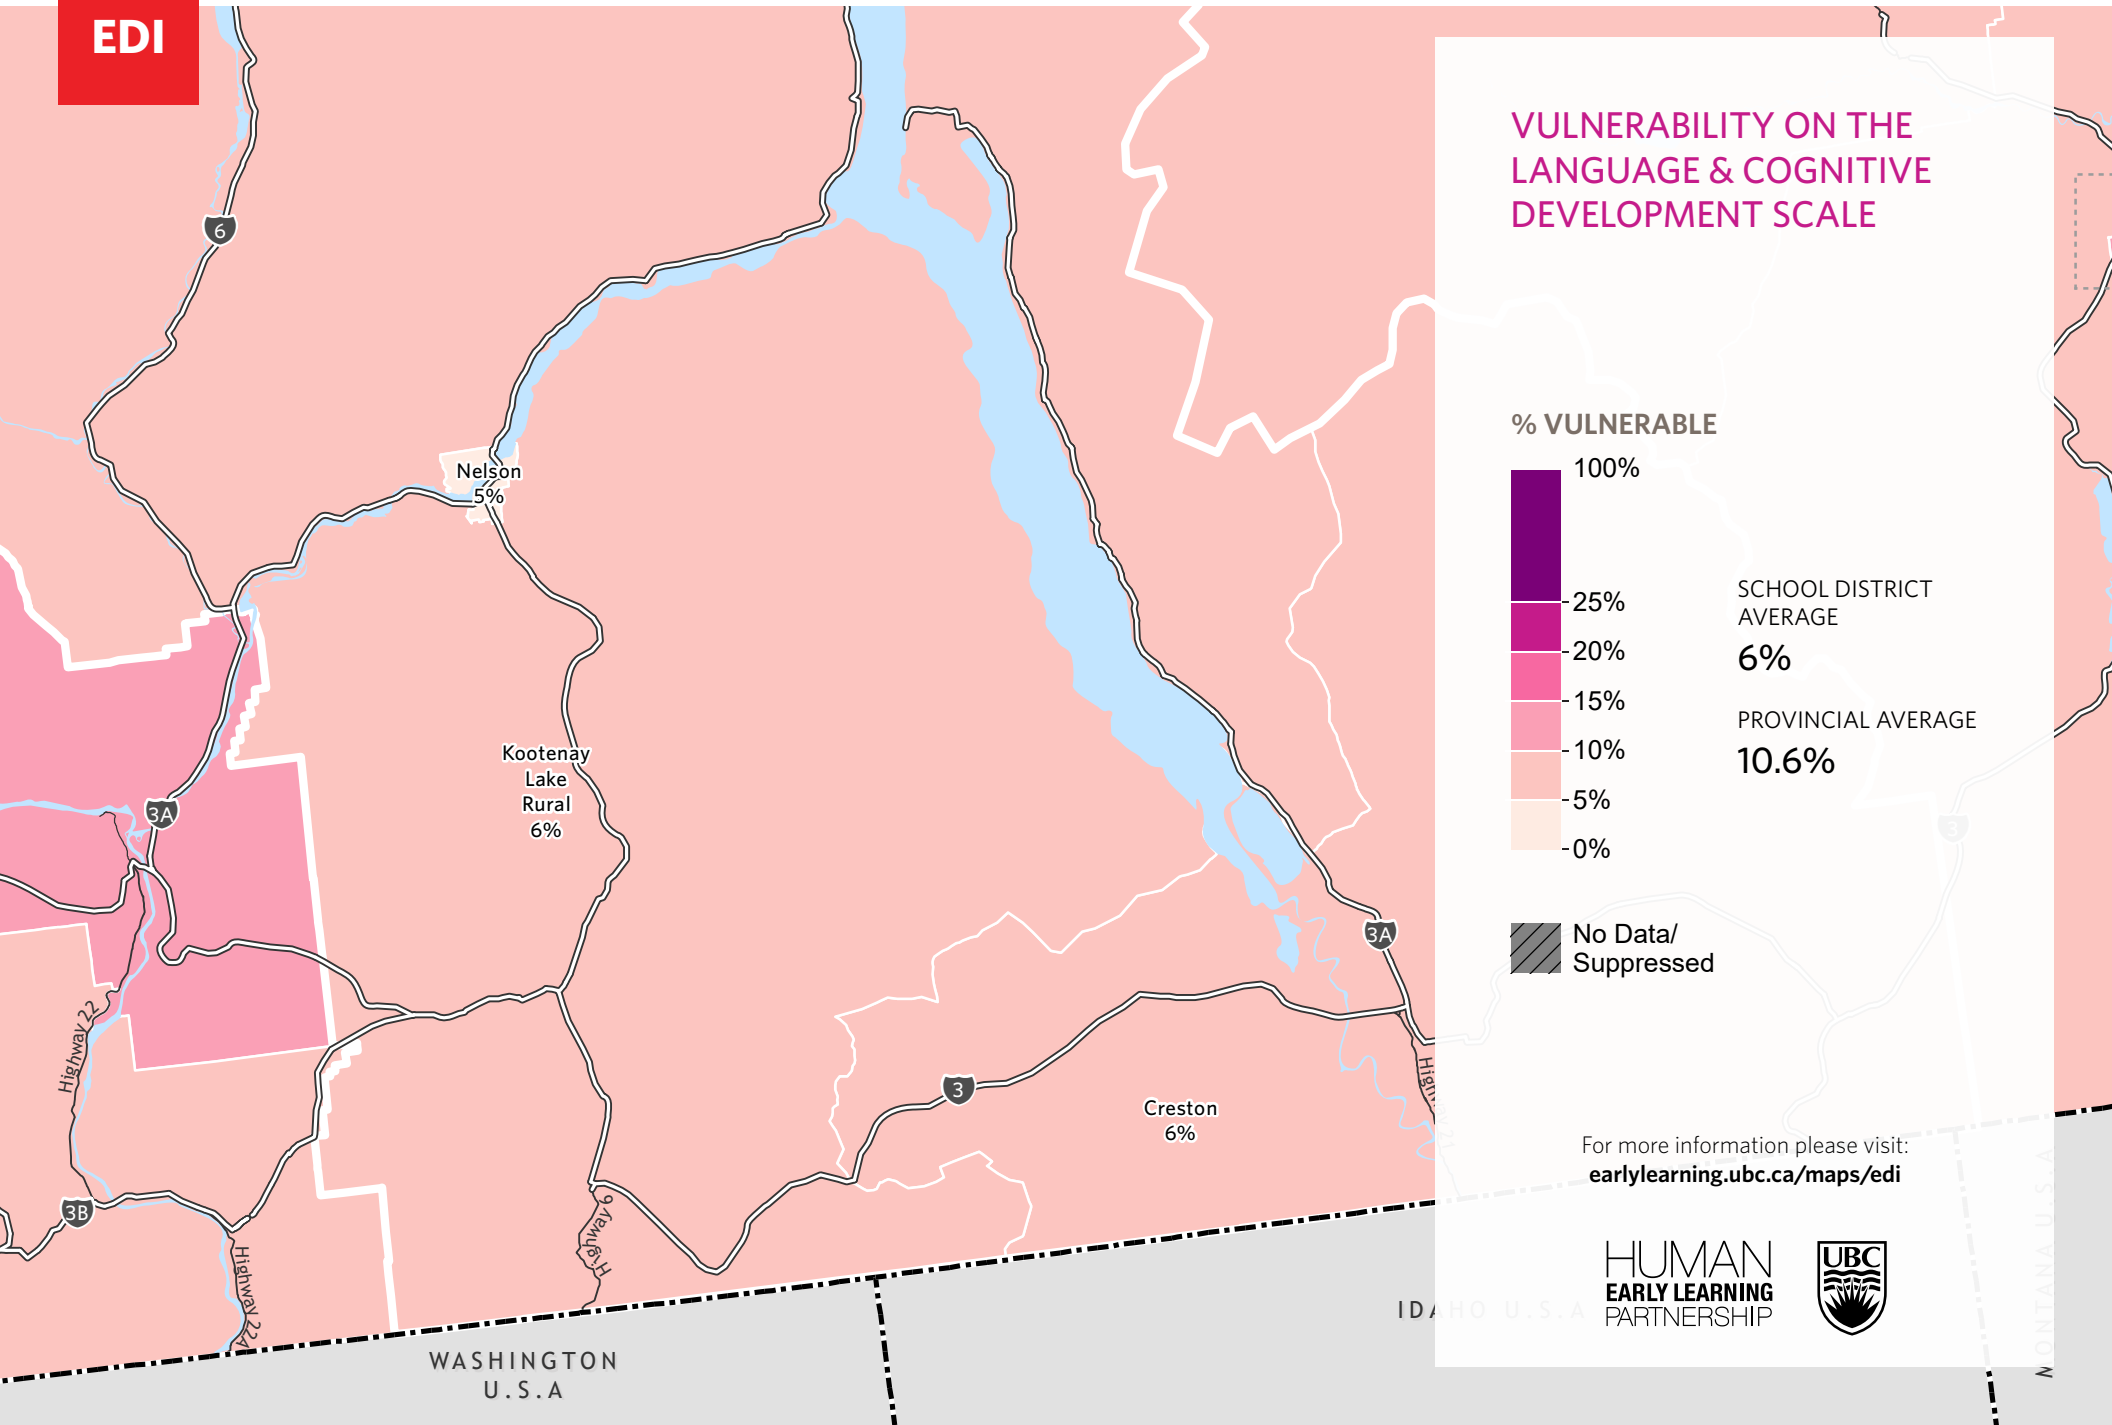 EDI
6
Nelson
5%
Kootenay
Lake
Rural
6%
3A
3A
3
Creston
6%
Highway 22
3B
Highway 22A
Highway 6
WASHINGTON
U.S.A
IDAHO U.S.A
MONTANA U.S.A
3
VULNERABILITY ON THE
LANGUAGE & COGNITIVE
DEVELOPMENT SCALE
% VULNERABLE
100%
25%
20%
15%
10%
5%
0%
SCHOOL DISTRICT
AVERAGE
6%
PROVINCIAL AVERAGE
10.6%
No Data/
Suppressed
For more information please visit:
earlylearning.ubc.ca/maps/edi
HUMAN
EARLY LEARNING
PARTNERSHIP
UBC